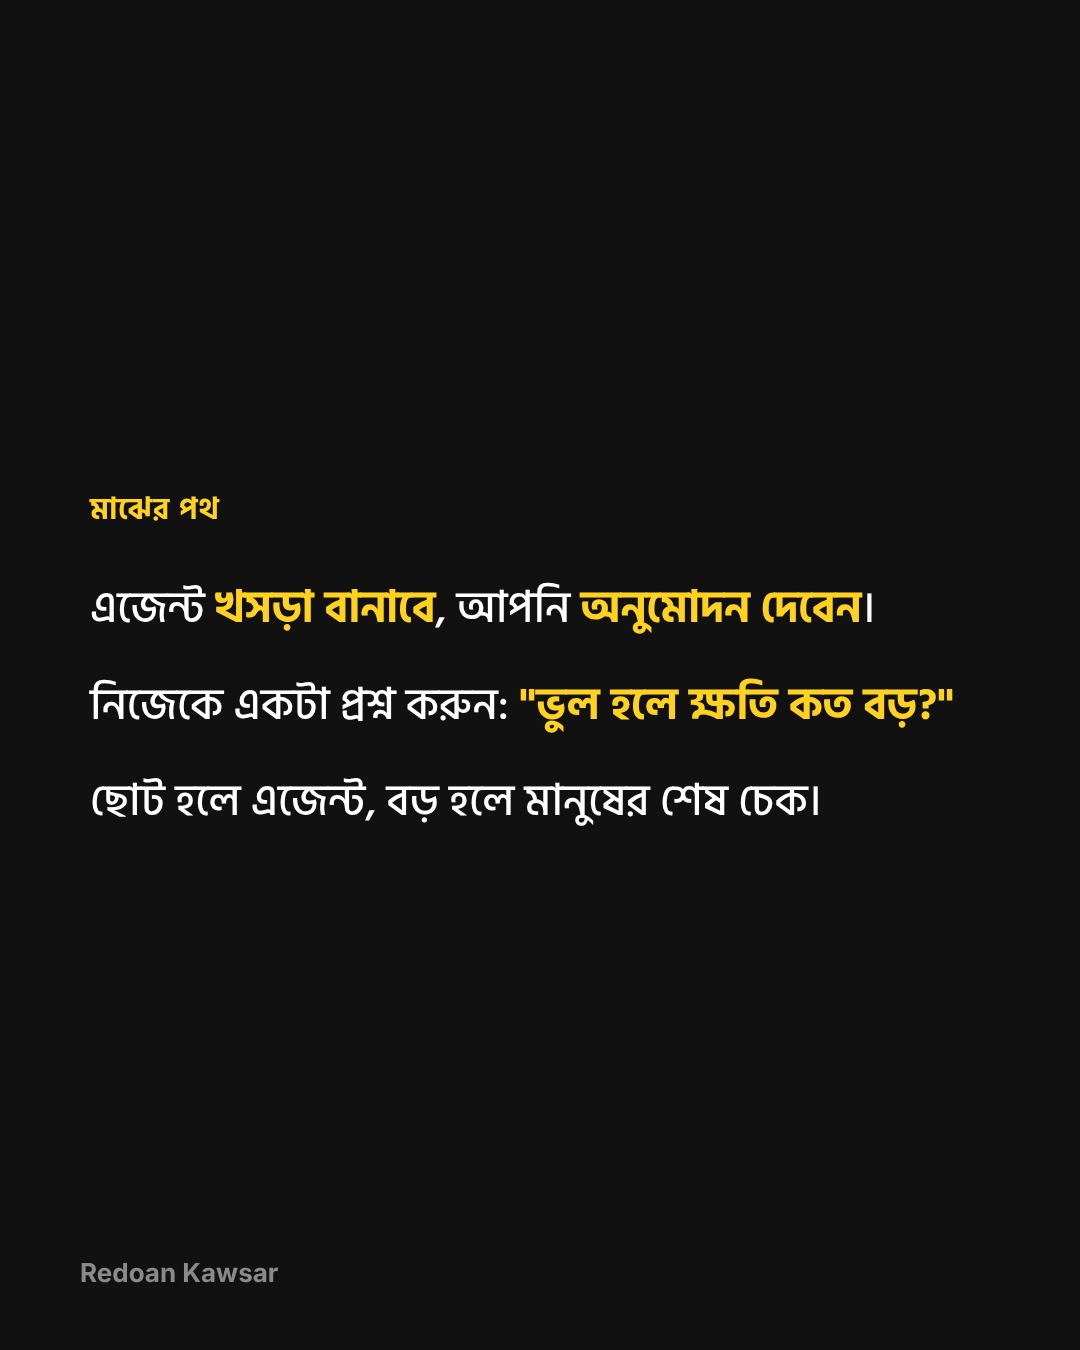 মাঝের পথ
এজেন্ট খসড়া বানাবে, আপনি অনুমোদন দেবেন।
নিজেকে একটা প্রশ্ন করুন: "ভুল হলে ক্ষতি কত বড়?"
ছোট হলে এজেন্ট, বড় হলে মানুষের শেষ চেক।
Redoan Kawsar